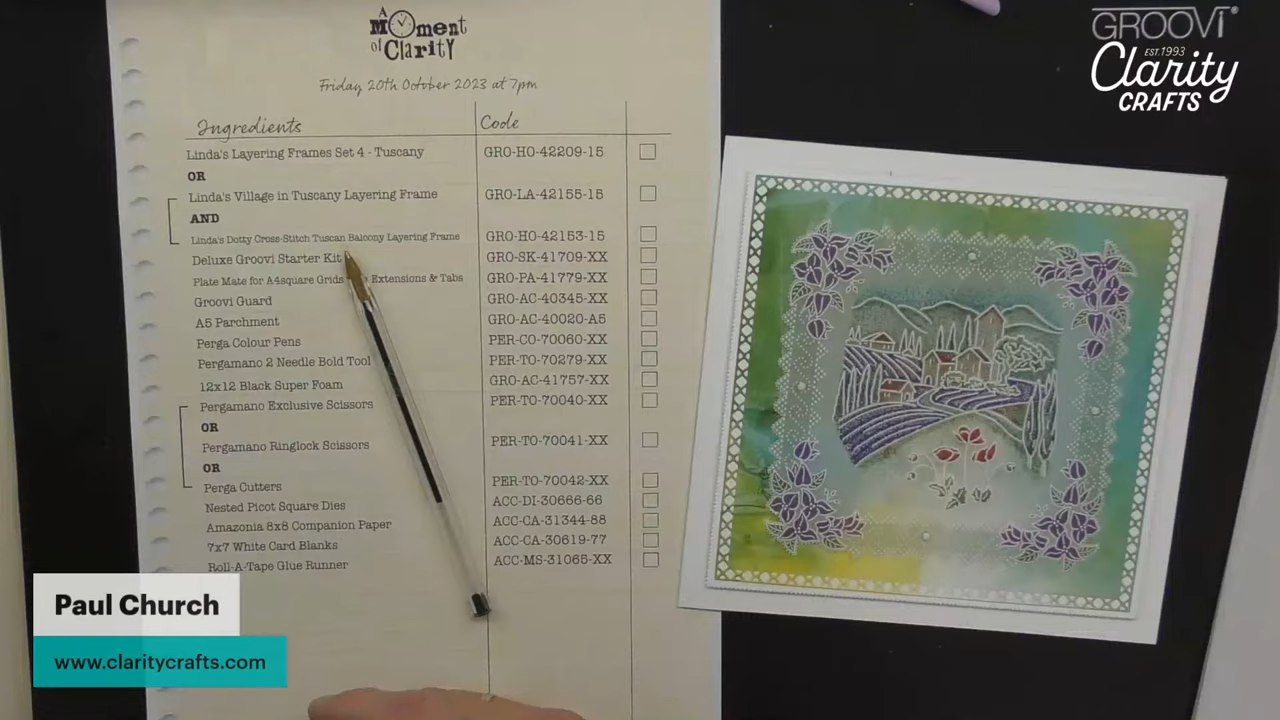 A
Moment
of Clarity
Friday 20th October 2023 at 7pm
Ingredients Code
Linda's Layering Frames Set 4 - Tuscany GRO-HO-42209-15
OR
Linda's Village in Tuscany Layering Frame GRO-LA-42155-15
AND
Linda's Dotty Cross-Stitch Tuscan Balcony Layering Frame GRO-HO-42153-15
Deluxe Groovi Starter Kit GRO-SK-41709-XX
Plate Mate for A4square Grids Extensions & Tabs GRO-PA-41779-XX
Groovi Guard GRO-AC-40345-XX
A5 Parchment GRO-AC-40020-A5
Perga Colour Pens PER-CO-70060-XX
Pergamano 2 Needle Bold Tool PER-TO-70279-XX
12x12 Black Super Foam GRO-AC-41757-XX
Pergamano Exclusive Scissors PER-TO-70040-XX
OR
Pergamano Ringlock Scissors PER-TO-70041-XX
OR
Perga Cutters PER-TO-70042-XX
Nested Picot Square Dies ACC-DI-30666-66
Amazonia 8x8 Companion Paper ACC-CA-31344-88
7x7 White Card Blanks ACC-CA-30619-77
Roll-A-Tape Glue Runner ACC-MS-31065-XX
GROOVI®
EST.1993
Clarity
CRAFTS
Paul Church
www.claritycrafts.com